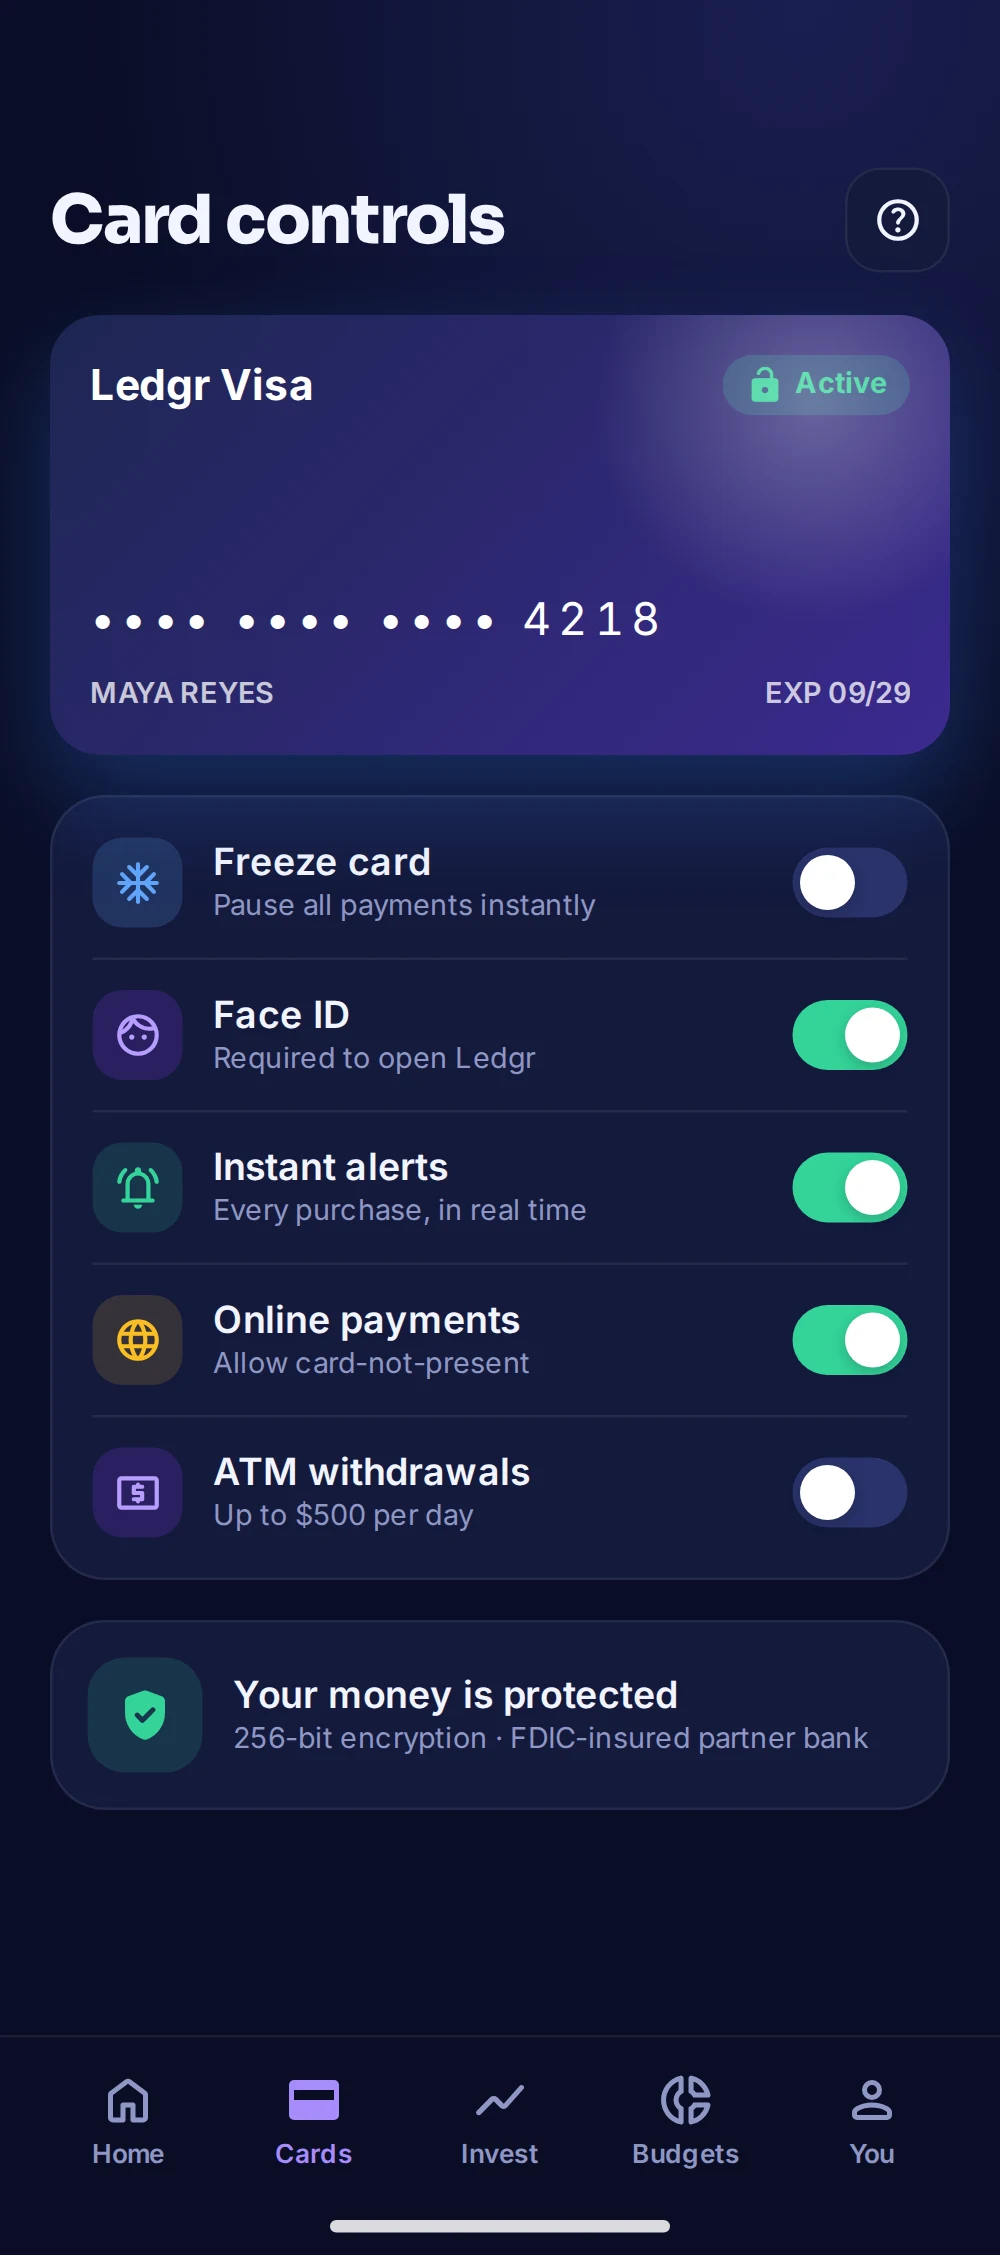 Card controls
Ledgr Visa
Active
•••• •••• •••• 4218
MAYA REYES
EXP 09/29
Freeze card
Pause all payments instantly
Face ID
Required to open Ledgr
Instant alerts
Every purchase, in real time
Online payments
Allow card-not-present
ATM withdrawals
Up to $500 per day
Your money is protected
256-bit encryption · FDIC-insured partner bank
Home
Cards
Invest
Budgets
You